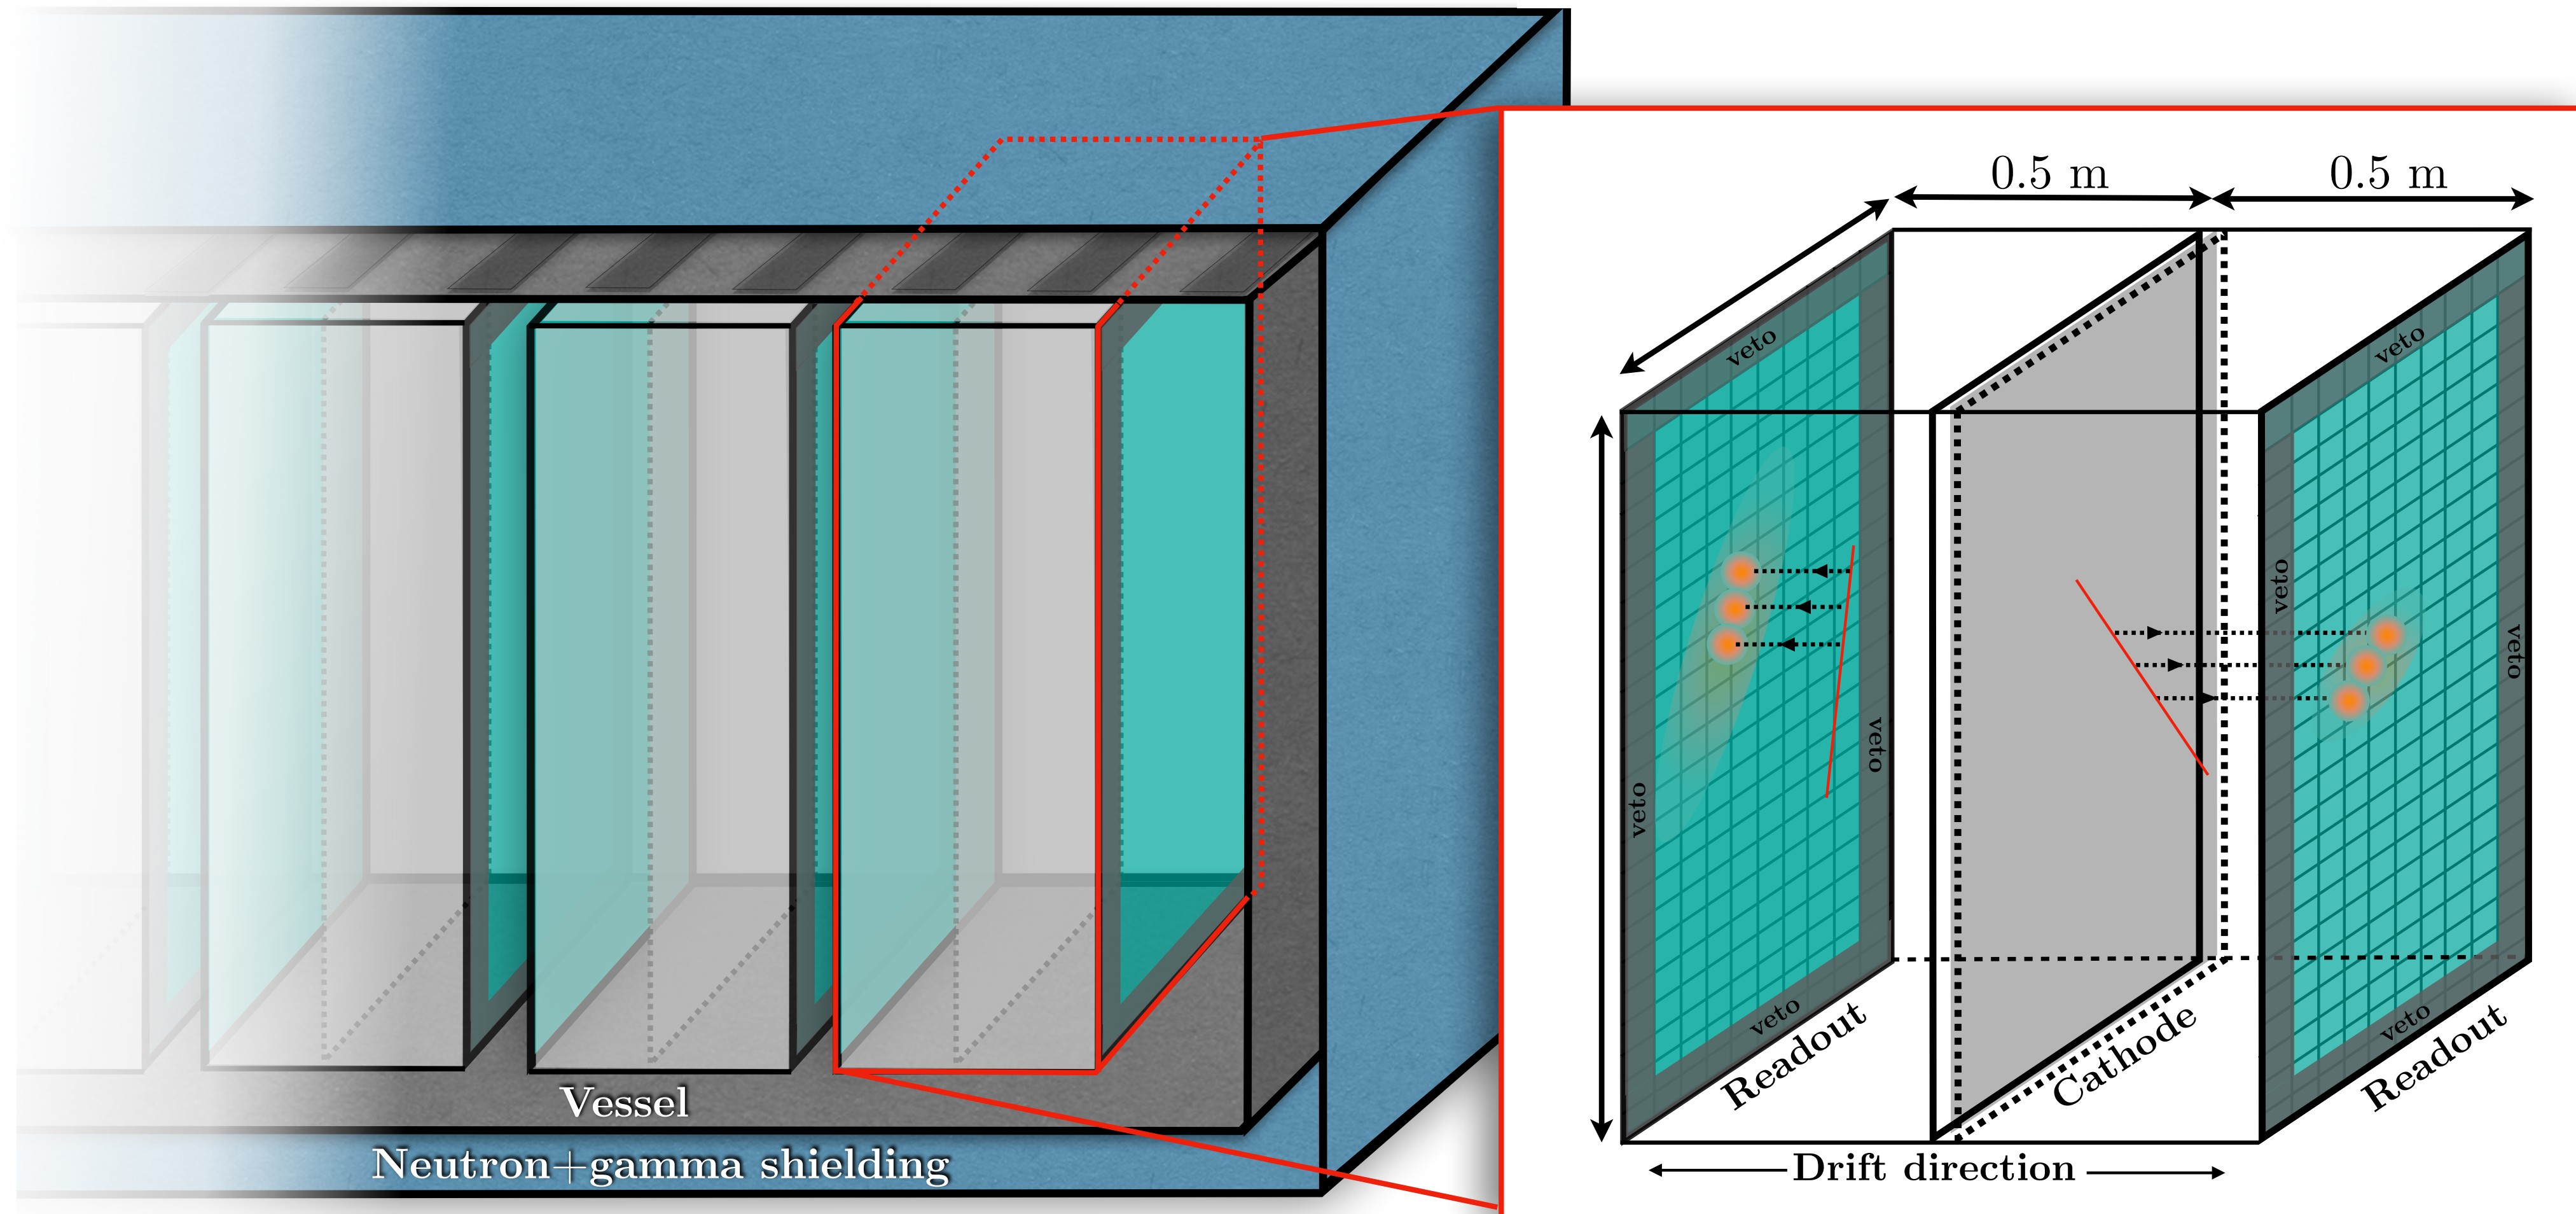 Vessel
Neutron+gamma shielding
0.5 m
0.5 m
veto
veto
veto
veto
veto
veto
veto
veto
Readout
Cathode
Readout
Drift direction